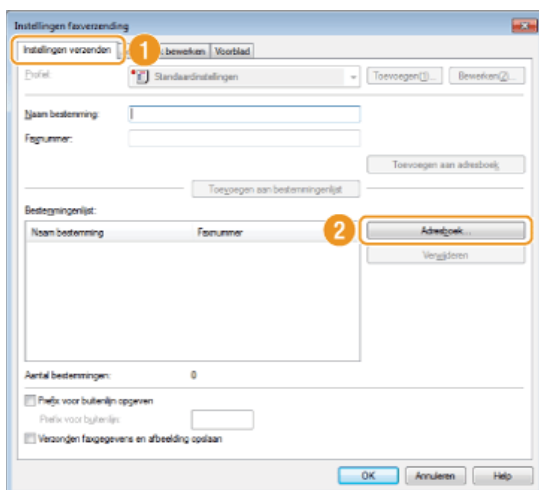 Instellingen faxverzending
Instellingen verzenden 1 bewerken Voorblad
Profiel: Standaardinstellingen Toevoegen(1)... Bewerken(2)...
Naam bestemming:
Faxnummer:
Toevoegen aan adresboek
Toevoegen aan bestemmingenlijst
Bestemmingenlijst:
Naam bestemming Faxnummer 2 Adresboek...
Verwijderen
Aantal bestemmingen: 0
Prefix voor buitenlijn opgeven
Prefix voor buitenlijn:
Verzonden faxgegevens en afbeelding opslaan
OK Annuleren Help